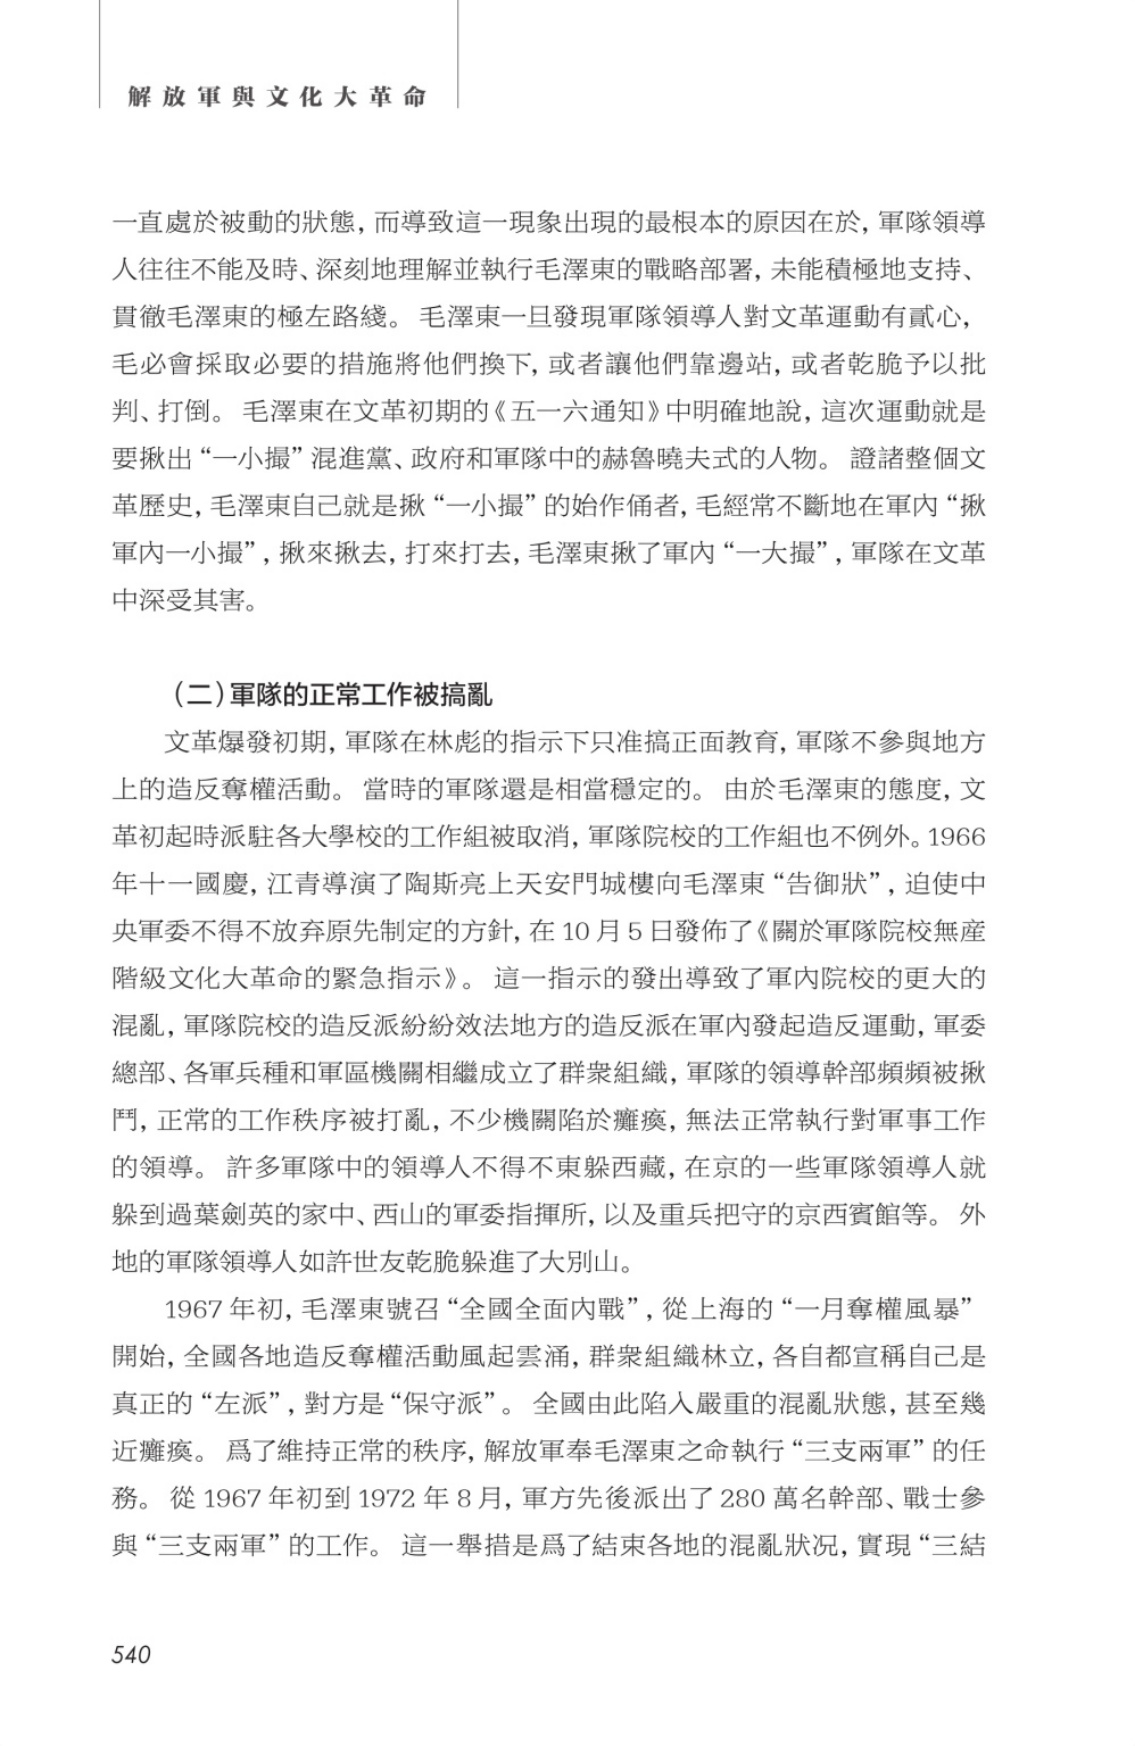 解放軍與文化大革命
一直處於被動的狀態，而導致這一現象出現的最根本的原因在於，軍隊領導
人往往不能及時、深刻地理解並執行毛澤東的戰略部署，未能積極地支持、
貫徹毛澤東的極左路綫。毛澤東一旦發現軍隊領導人對文革運動有貳心，
毛必會採取必要的措施將他們換下，或者讓他們靠邊站，或者乾脆予以批
判、打倒。毛澤東在文革初期的《五一六通知》中明確地說，這次運動就是
要揪出“一小撮”混進黨、政府和軍隊中的赫魯曉夫式的人物。證諸整個文
革歷史，毛澤東自己就是揪“一小撮”的始作俑者，毛經常不斷地在軍內“揪
軍內一小撮”，揪來揪去，打來打去，毛澤東揪了軍內“一大撮”，軍隊在文革
中深受其害。
（二）軍隊的正常工作被搞亂
文革爆發初期，軍隊在林彪的指示下只准搞正面教育，軍隊不參與地方
上的造反奪權活動。當時的軍隊還是相當穩定的。由於毛澤東的態度，文
革初起時派駐各大學校的工作組被取消，軍隊院校的工作組也不例外。1966
年十一國慶，江青導演了陶斯亮上天安門城樓向毛澤東“告御狀”，迫使中
央軍委不得不放弃原先制定的方針，在 10 月 5 日發佈了《關於軍隊院校無産
階級文化大革命的緊急指示》。這一指示的發出導致了軍內院校的更大的
混亂，軍隊院校的造反派紛紛效法地方的造反派在軍內發起造反運動，軍委
總部、各軍兵種和軍區機關相繼成立了群衆組織，軍隊的領導幹部頻頻被揪
鬥，正常的工作秩序被打亂，不少機關陷於癱瘓，無法正常執行對軍事工作
的領導。許多軍隊中的領導人不得不東躲西藏，在京的一些軍隊領導人就
躲到過葉劍英的家中、西山的軍委指揮所，以及重兵把守的京西賓館等。外
地的軍隊領導人如許世友乾脆躲進了大別山。
1967 年初，毛澤東號召“全國全面內戰”，從上海的“一月奪權風暴”
開始，全國各地造反奪權活動風起雲涌，群衆組織林立，各自都宣稱自己是
真正的“左派”，對方是“保守派”。全國由此陷入嚴重的混亂狀態，甚至幾
近癱瘓。爲了維持正常的秩序，解放軍奉毛澤東之命執行“三支兩軍”的任
務。從 1967 年初到 1972 年 8 月，軍方先後派出了 280 萬名幹部、戰士參
與“三支兩軍”的工作。這一舉措是爲了結束各地的混亂狀況，實現“三結
540